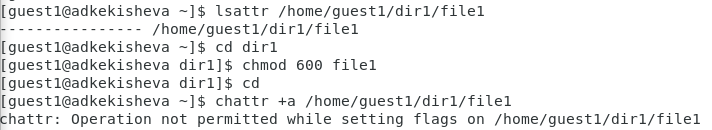 [guest1@adkekisheva ~]$ lsattr /home/guest1/dir1/file1
---------------- /home/guest1/dir1/file1
[guest1@adkekisheva ~]$ cd dir1
[guest1@adkekisheva dir1]$ chmod 600 file1
[guest1@adkekisheva dir1]$ cd
[guest1@adkekisheva ~]$ chattr +a /home/guest1/dir1/file1
chattr: Operation not permitted while setting flags on /home/guest1/dir1/file1